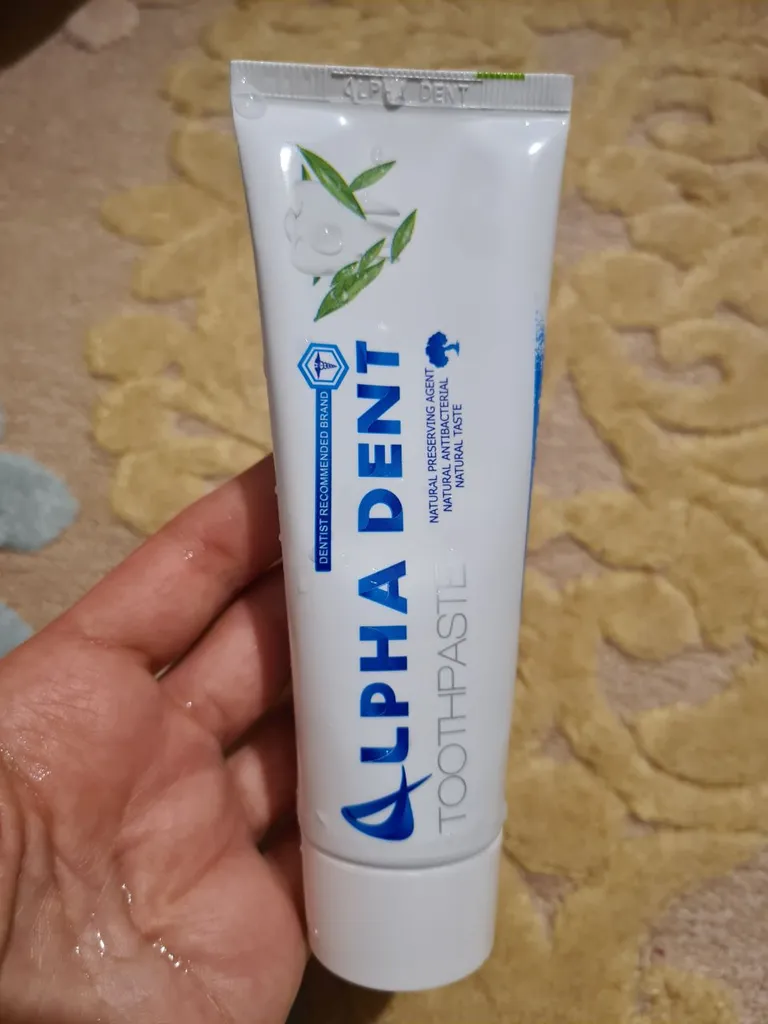 ALPHA DENT
DENTIST RECOMMENDED BRAND
ALPHA DENT
TOOTHPASTE
NATURAL PRESERVING AGENT
NATURAL ANTIBACTERIAL
NATURAL TASTE